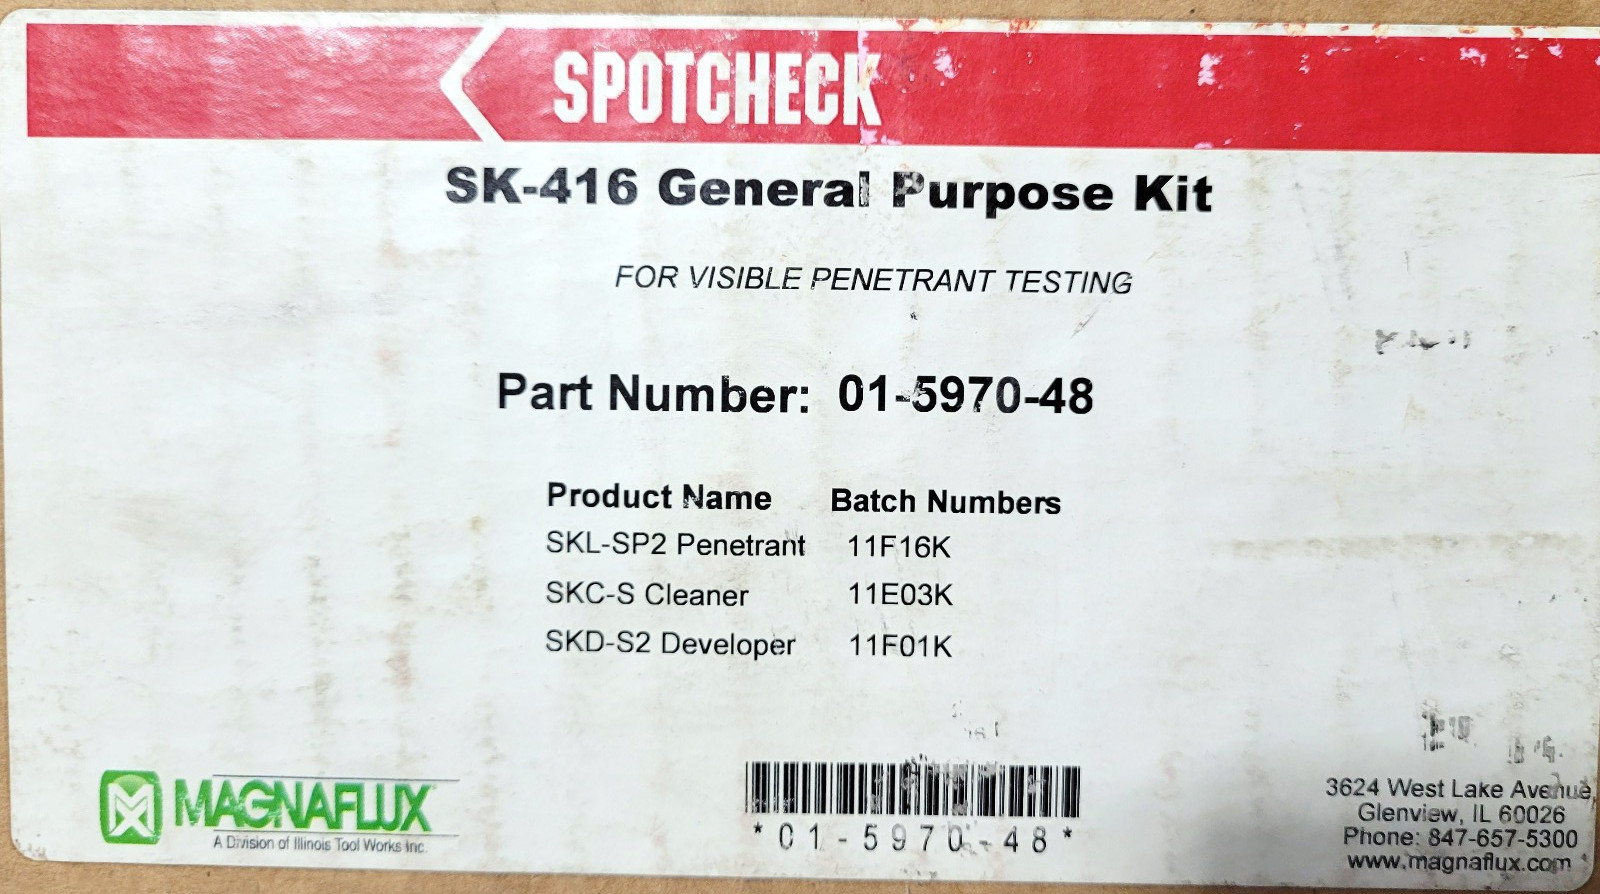 SPOTCHECK
SK-416 General Purpose Kit
FOR VISIBLE PENETRANT TESTING
Part Number: 01-5970-48
Product Name Batch Numbers
SKL-SP2 Penetrant 11F16K
SKC-S Cleaner 11E03K
SKD-S2 Developer 11F01K
MAGNAFLUX
A Division of Illinois Tool Works Inc.
*01-5970-48*
3624 West Lake Avenue
Glenview, IL 60026
Phone: 847-657-5300
www.magnaflux.com